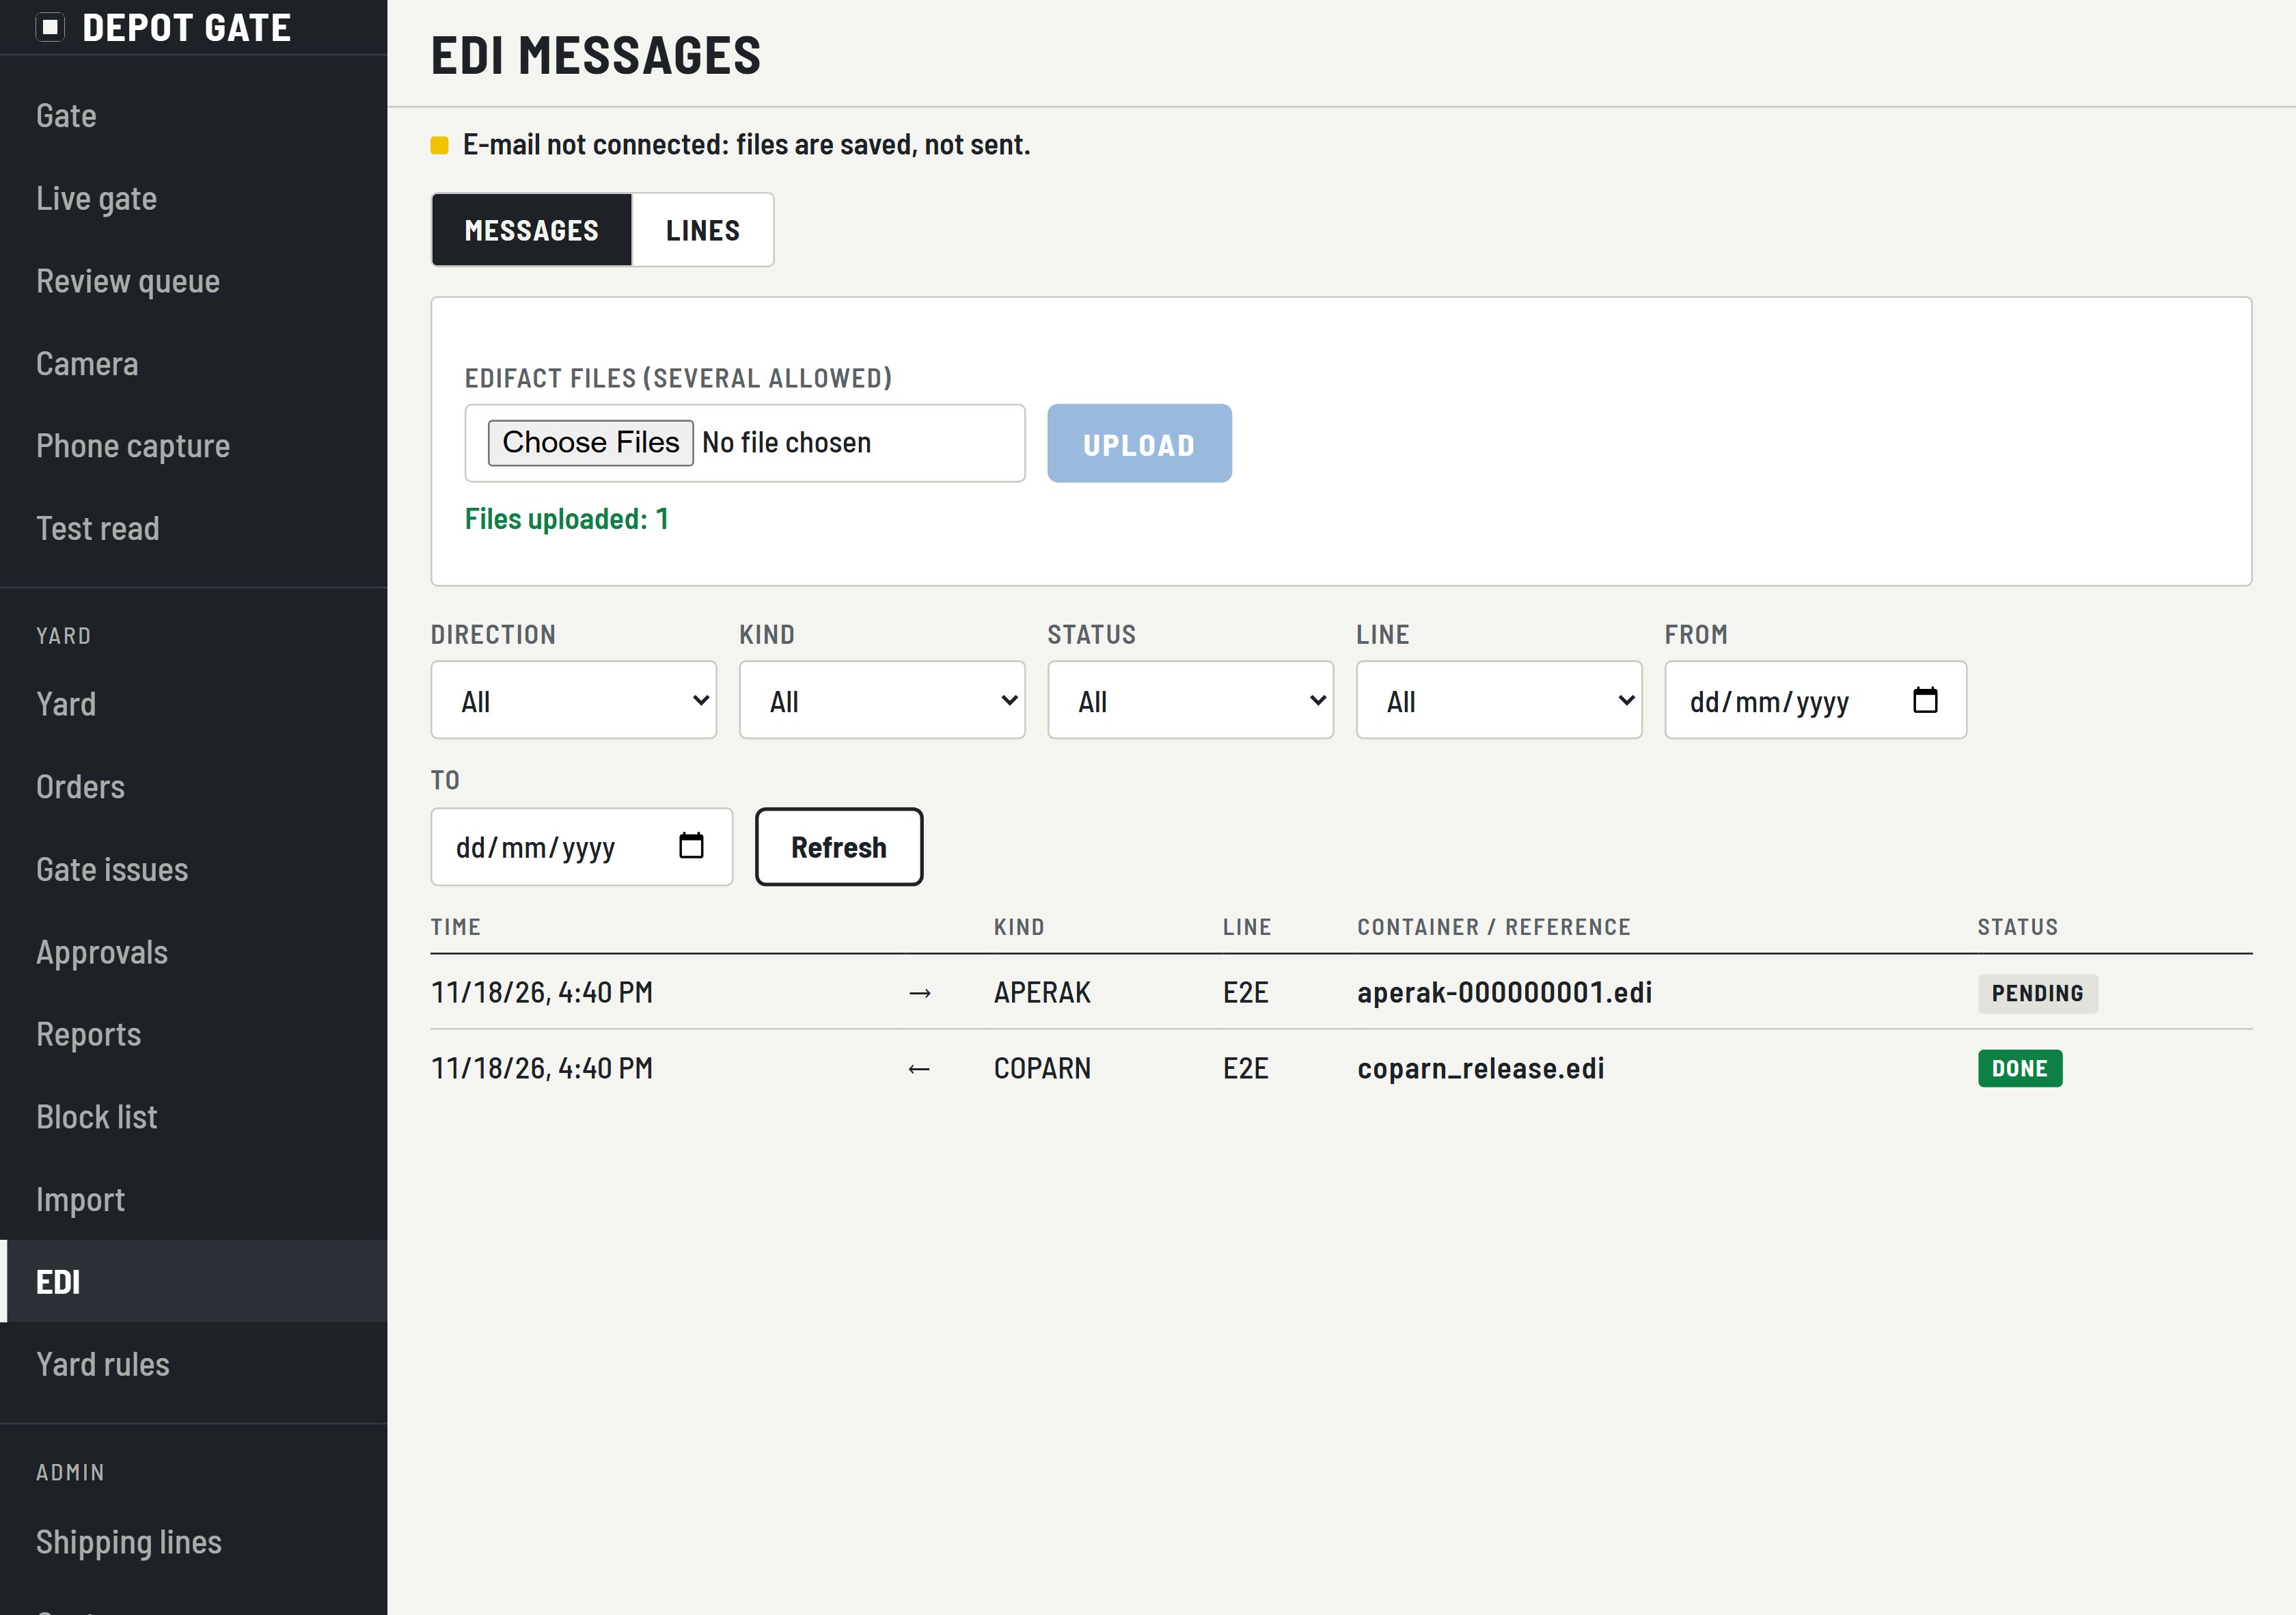 DEPOT GATE
Gate
Live gate
Review queue
Camera
Phone capture
Test read
YARD
Yard
Orders
Gate issues
Approvals
Reports
Block list
Import
EDI
Yard rules
ADMIN
Shipping lines
EDI MESSAGES
E-mail not connected: files are saved, not sent.
MESSAGES LINES
EDIFACT FILES (SEVERAL ALLOWED)
Choose Files No file chosen UPLOAD
Files uploaded: 1
DIRECTION KIND STATUS LINE FROM
All All All All dd/mm/yyyy
TO
dd/mm/yyyy Refresh
TIME KIND LINE CONTAINER / REFERENCE STATUS
11/18/26, 4:40 PM → APERAK E2E aperak-000000001.edi PENDING
11/18/26, 4:40 PM ← COPARN E2E coparn_release.edi DONE